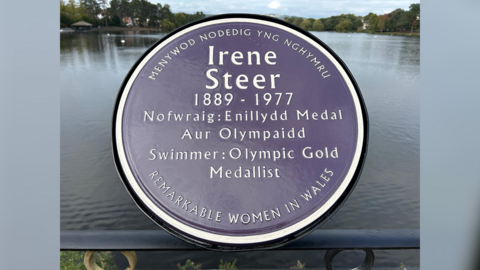 MENYWOD NODEDIG YNG NGHYMRU
Irene
Steer
1889 - 1977
Nofwraig: Enillydd Medal
Aur Olympaidd
Swimmer: Olympic Gold
Medallist
REMARKABLE WOMEN IN WALES